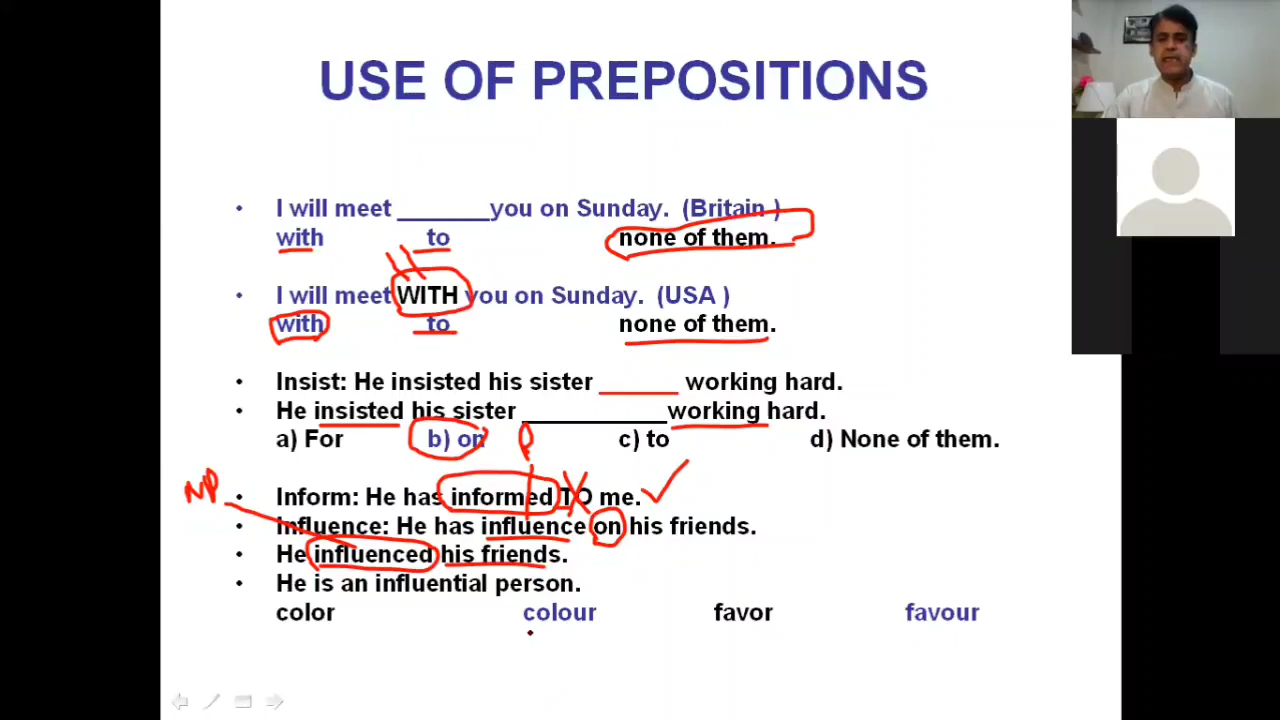 USE OF PREPOSITIONS
• I will meet _______you on Sunday. (Britain )
with to none of them.
• I will meet WITH you on Sunday. (USA )
with to none of them.
• Insist: He insisted his sister ______ working hard.
• He insisted his sister ___________working hard.
a) For b) on c) to d) None of them.
P
NP
• Inform: He has informed TO me.
• Influence: He has influence on his friends.
• He influenced his friends.
• He is an influential person.
color colour favor favour